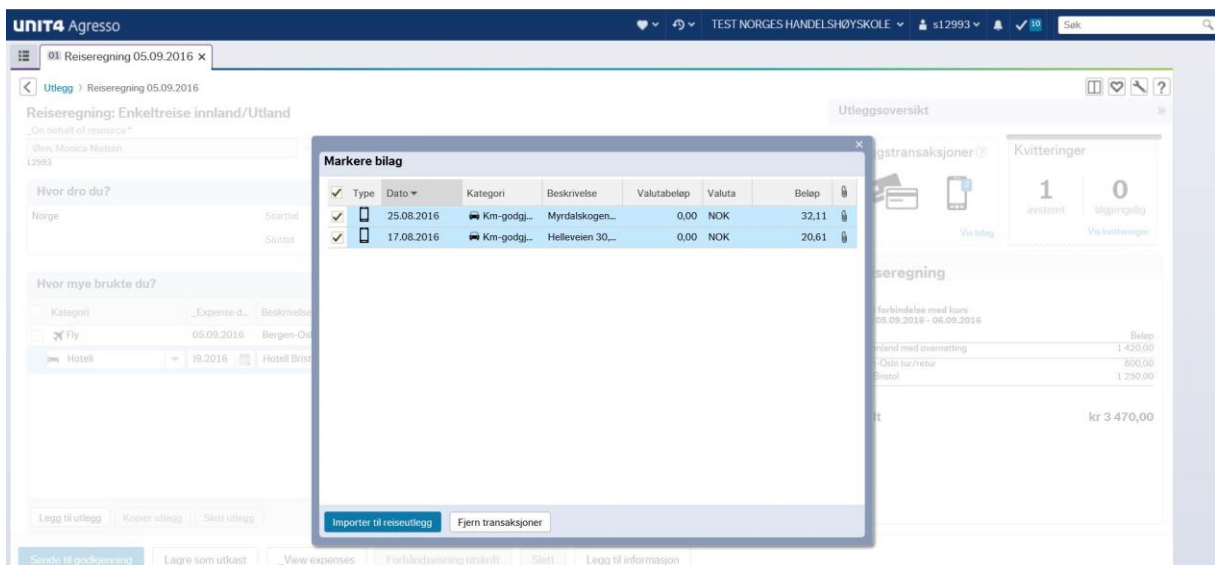 UNIT4 Agresso
TEST NORGES HANDELSHØYSKOLE
s12993
10
Søk
01 Reiseregning 05.09.2016 ×
Utlegg › Reiseregning 05.09.2016
?
Reiseregning: Enkeltreise innland/Utland
_On behalf of resource*
Øen, Monica Nielsen
12993
Hvor dro du?
Norge
Starttid
Sluttid
Hvor mye brukte du?
Kategori _Expense d... Beskrivelse
Fly 05.09.2016 Bergen-Os
Hotell 19.2016 Hotell Brist
Legg til utlegg Kopier utlegg Slett utlegg
Sende til godkjenning Lagre som utkast _View expenses Forhåndsvisning utskrift Slett Legg til informasjon
Markere bilag ×
Type Dato Kategori Beskrivelse Valutabeløp Valuta Beløp
25.08.2016 Km-godgj... Myrdalskogen... 0,00 NOK 32,11
17.08.2016 Km-godgj... Helleveien 30,... 0,00 NOK 20,61
Importer til reiseutlegg Fjern transaksjoner
Utleggsoversikt »
gstransaksjoner ?
2
Vis bilag
Kvitteringer
1 0
avstemt tilgjengelig
Vis kvitteringer
seregning
forbindelse med kurs
05.09.2016 - 06.09.2016
Beløp
nnland med overnatting 1 420,00
-Oslo tur/retur 800,00
Bristol 1 250,00
lt kr 3 470,00